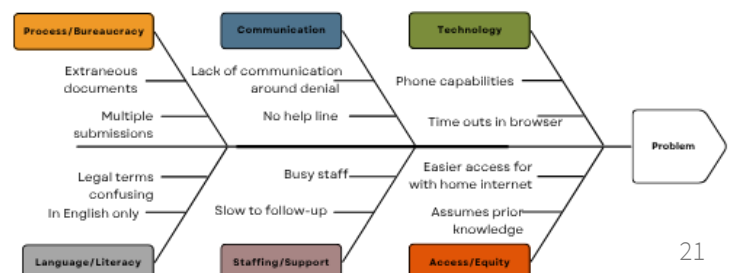 Process/Bureaucracy
Communication
Technology
Extraneous
documents
Lack of communication
around denial
Phone capabilities
Multiple
submissions
No help line
Time outs in browser
Problem
Legal terms
confusing
Busy staff
Easier access for
with home internet
In English only
Slow to follow-up
Assumes prior
knowledge
Language/Literacy
Staffing/Support
Access/Equity
21